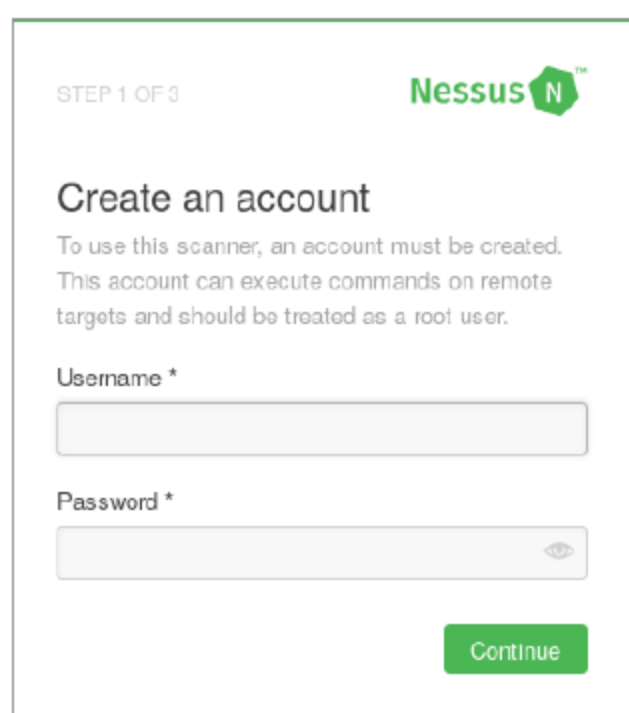 STEP 1 OF 3
Nessus N™
Create an account
To use this scanner, an account must be created.
This account can execute commands on remote
targets and should be treated as a root user.
Username *
Password *
Continue